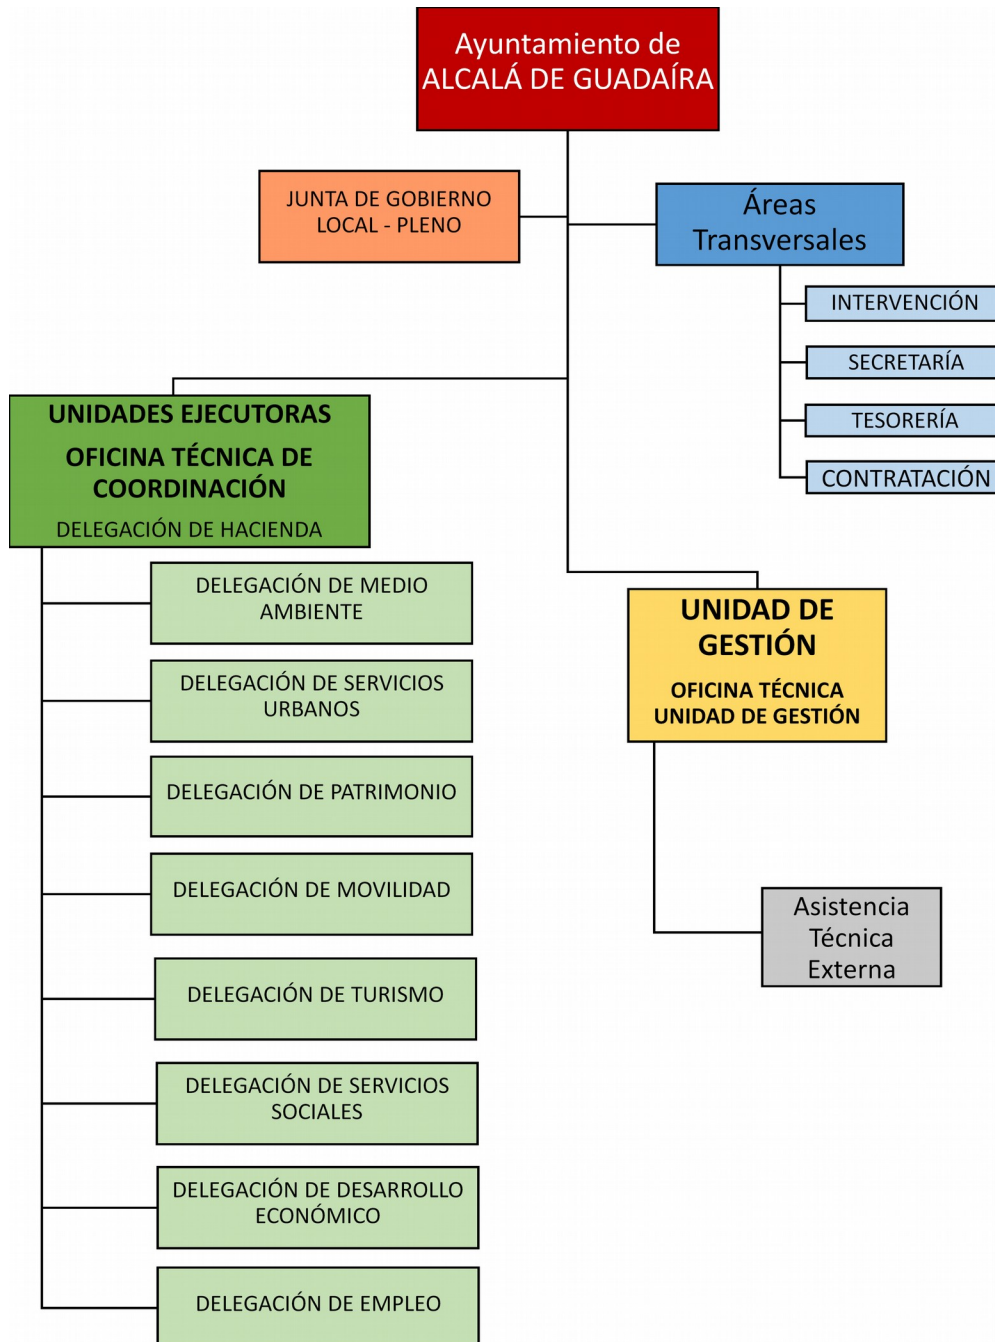 Ayuntamiento de
ALCALÁ DE GUADAÍRA
JUNTA DE GOBIERNO
LOCAL - PLENO
Áreas
Transversales
INTERVENCIÓN
SECRETARÍA
TESORERÍA
CONTRATACIÓN
UNIDADES EJECUTORAS
OFICINA TÉCNICA DE
COORDINACIÓN
DELEGACIÓN DE HACIENDA
DELEGACIÓN DE MEDIO
AMBIENTE
DELEGACIÓN DE SERVICIOS
URBANOS
DELEGACIÓN DE PATRIMONIO
DELEGACIÓN DE MOVILIDAD
DELEGACIÓN DE TURISMO
DELEGACIÓN DE SERVICIOS
SOCIALES
DELEGACIÓN DE DESARROLLO
ECONÓMICO
DELEGACIÓN DE EMPLEO
UNIDAD DE
GESTIÓN
OFICINA TÉCNICA
UNIDAD DE GESTIÓN
Asistencia
Técnica
Externa